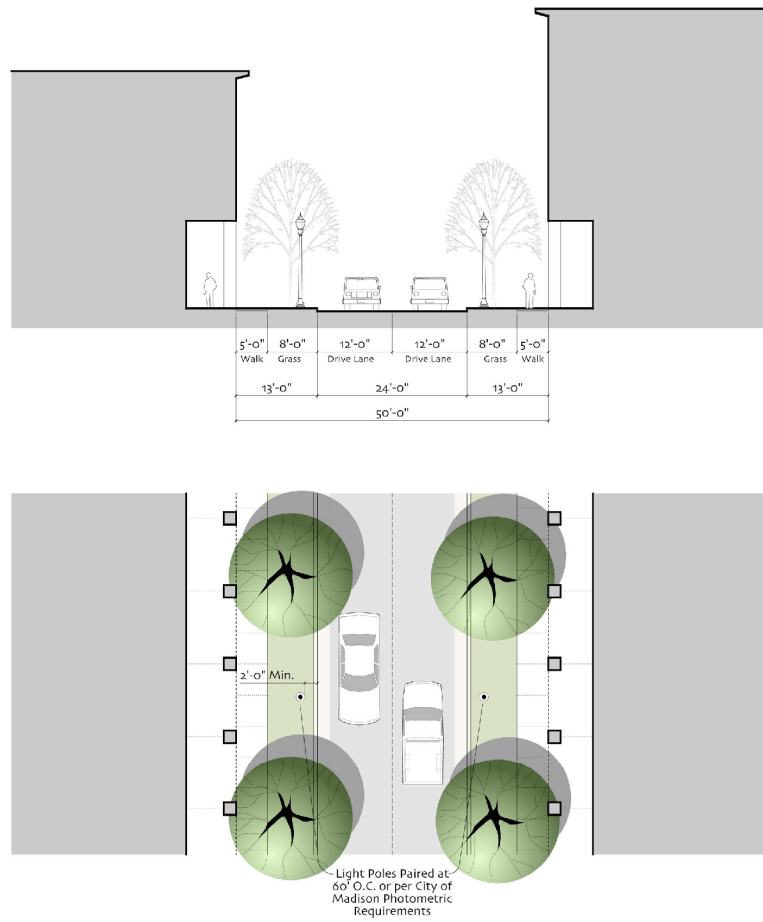 5'-0" 8'-0" 12'-0" 12'-0" 8'-0" 5'-0"
Walk Grass Drive Lane Drive Lane Grass Walk
13'-0" 24'-0" 13'-0"
50'-0"
2'-0" Min.
Light Poles Paired at
60' O.C. or per City of
Madison Photometric
Requirements